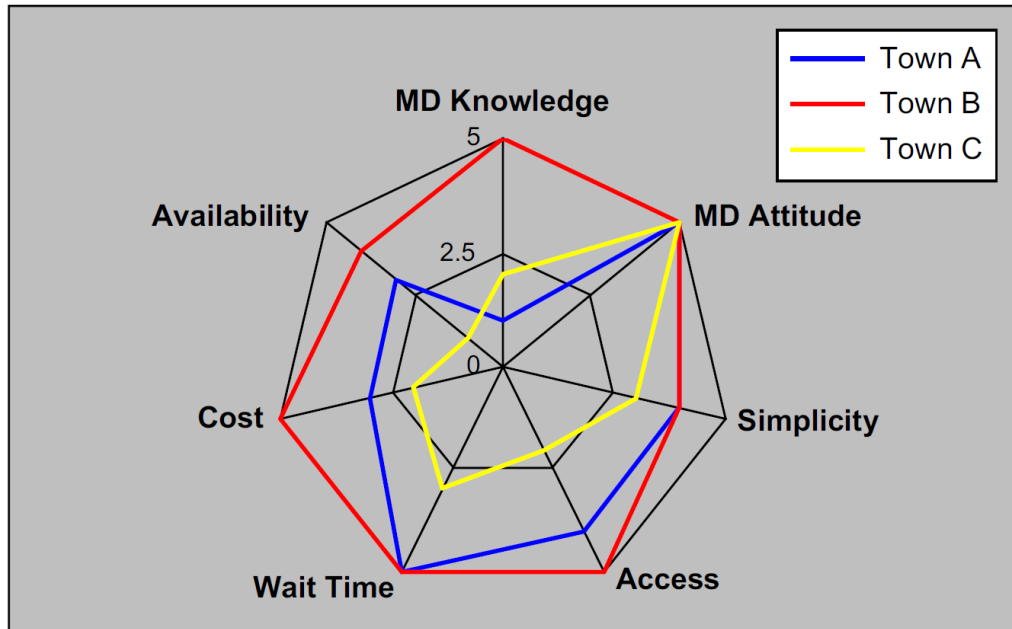 Town A
Town B
Town C
MD Knowledge
5
Availability
MD Attitude
2.5
0
Cost
Simplicity
Wait Time
Access